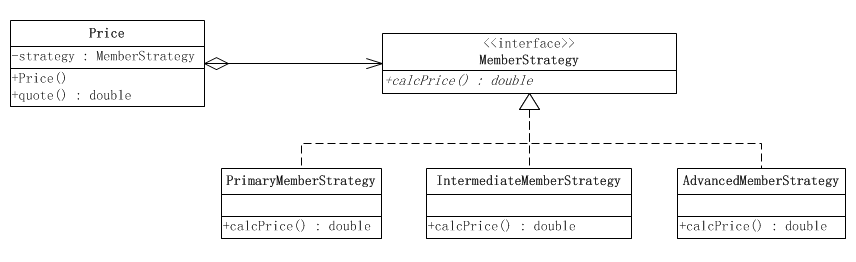 Price
-strategy : MemberStrategy
+Price()
+quote() : double
<<interface>>
MemberStrategy
+calcPrice() : double
PrimaryMemberStrategy
+calcPrice() : double
IntermediateMemberStrategy
+calcPrice() : double
AdvancedMemberStrategy
+calcPrice() : double